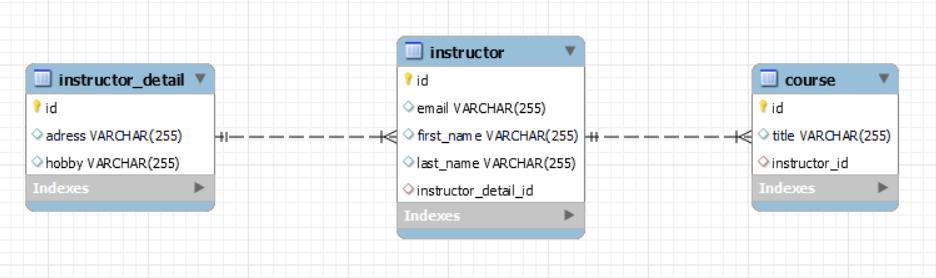 instructor_detail
id
adress VARCHAR(255)
hobby VARCHAR(255)
Indexes
instructor
id
email VARCHAR(255)
first_name VARCHAR(255)
last_name VARCHAR(255)
instructor_detail_id
Indexes
course
id
title VARCHAR(255)
instructor_id
Indexes